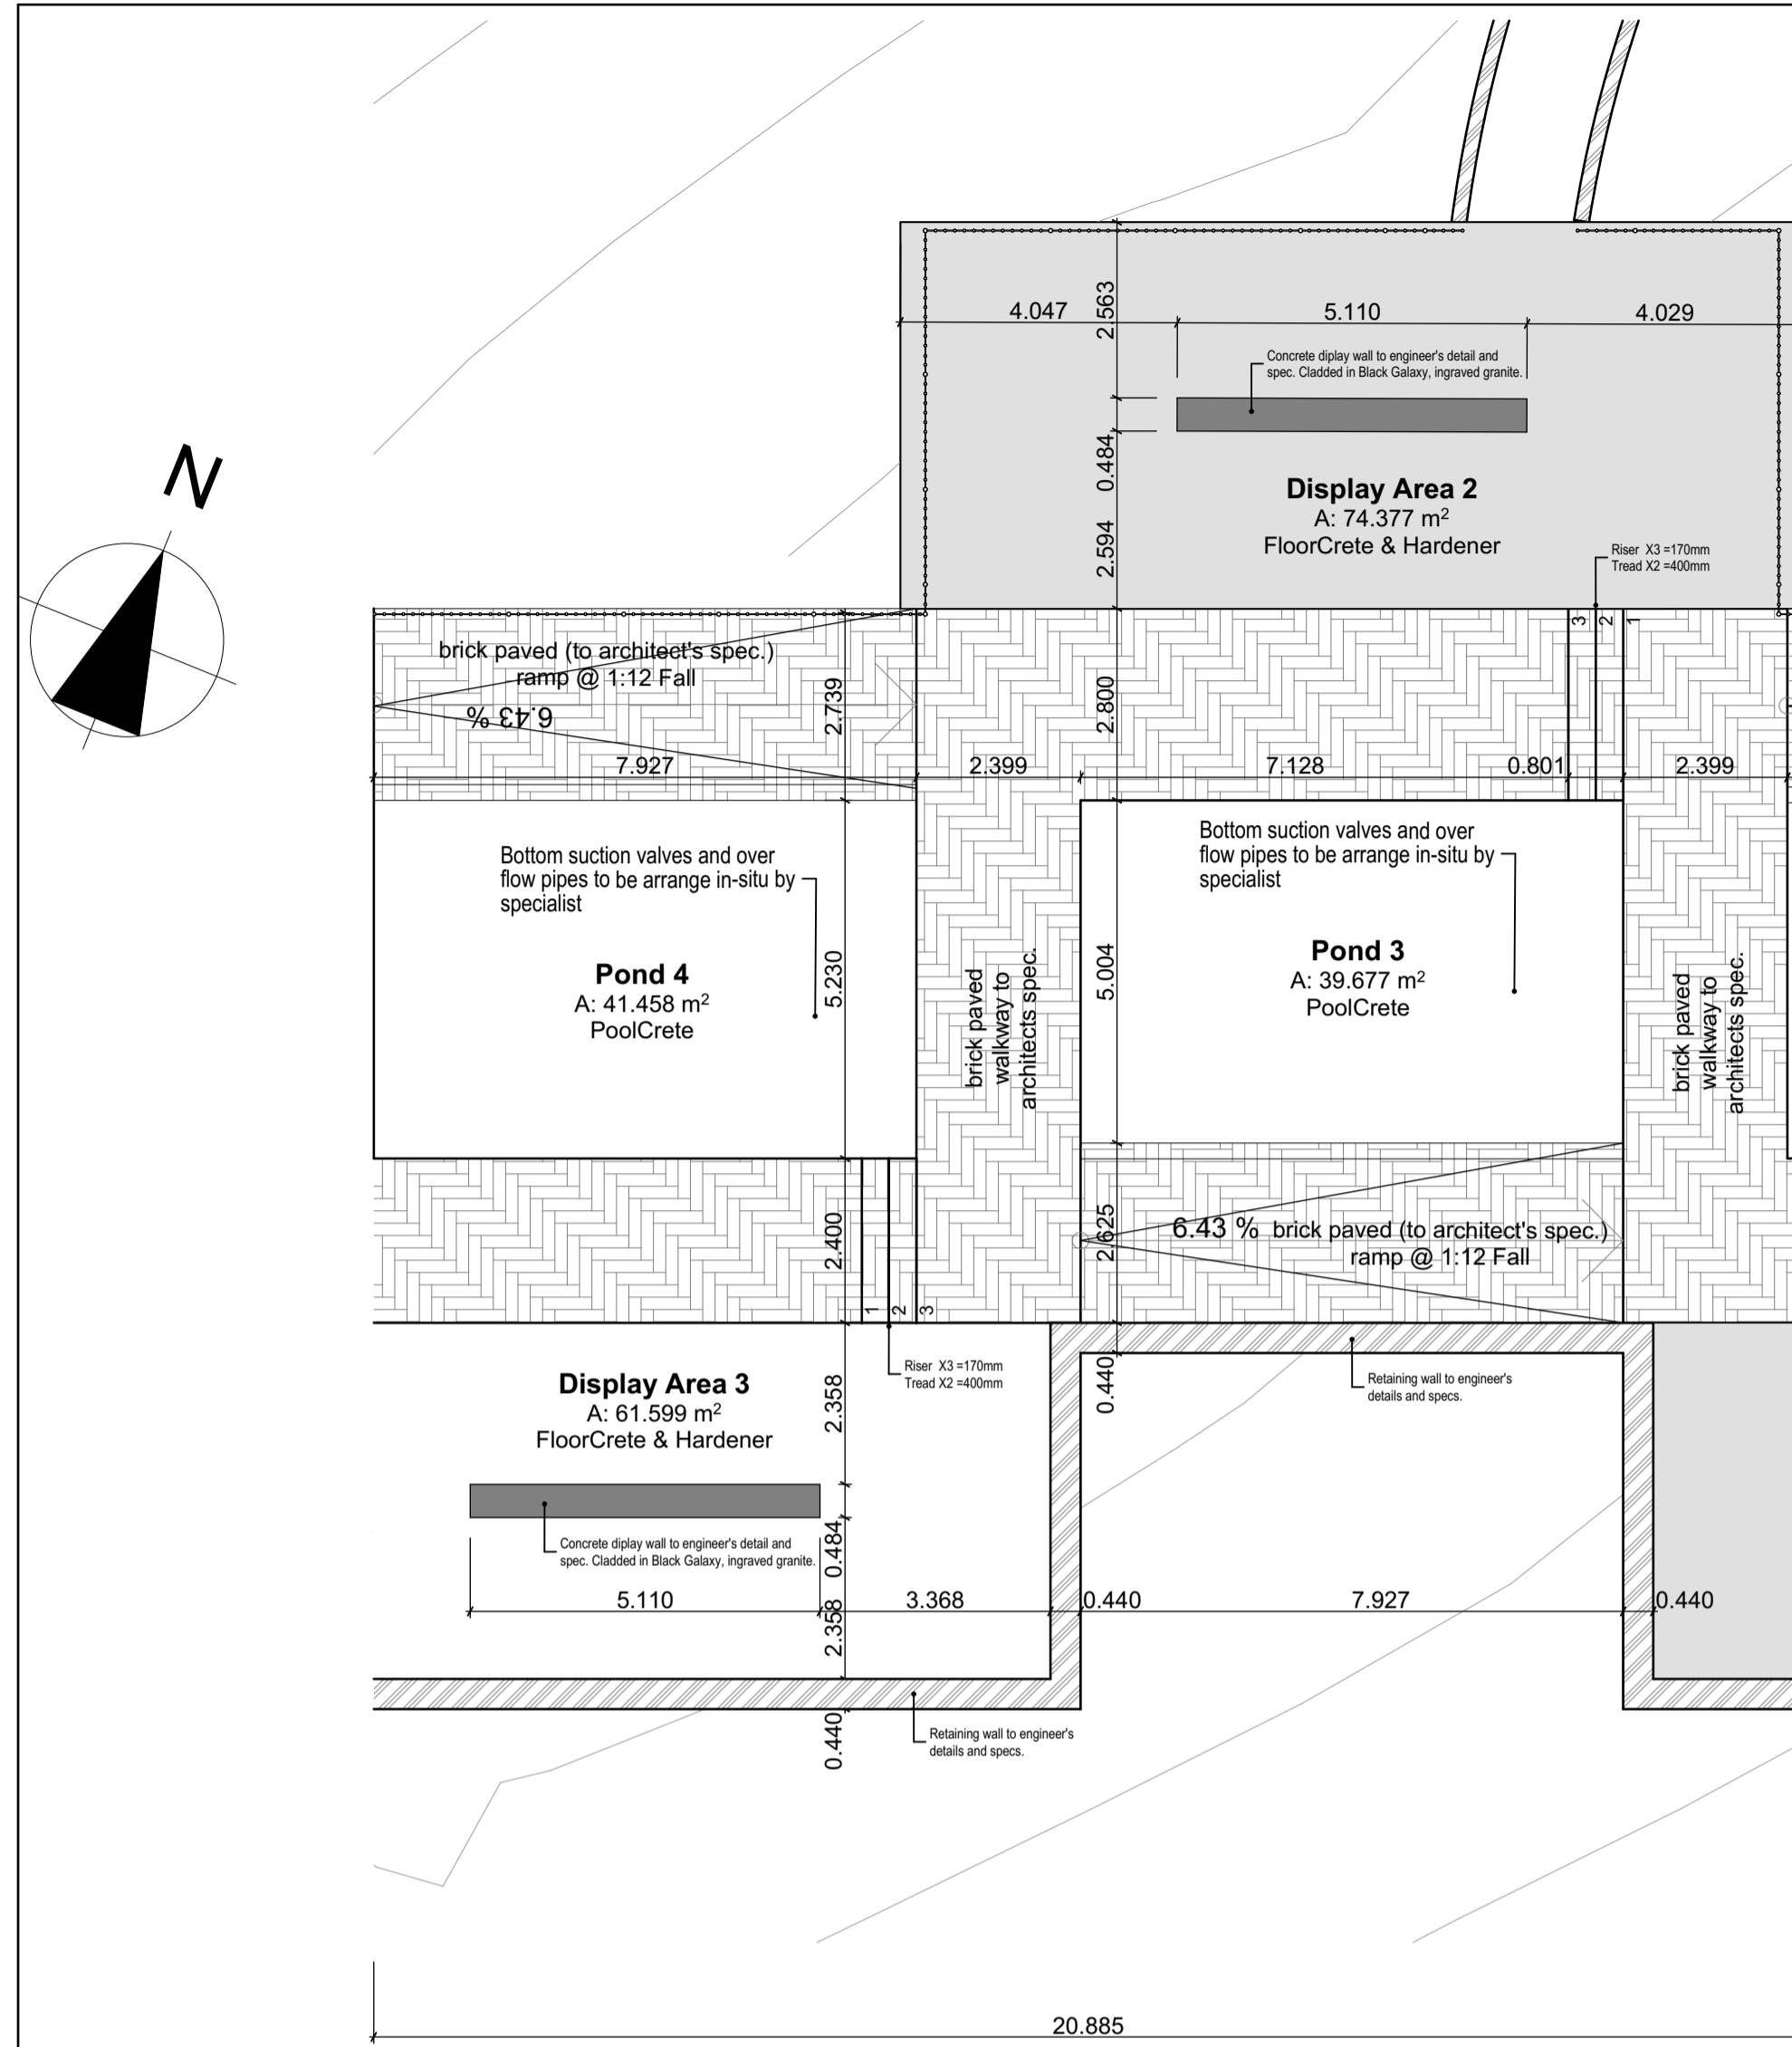 N
4.047
2.563
5.110
4.029
Concrete diplay wall to engineer's detail and
spec. Cladded in Black Galaxy, ingraved granite.
0.484
Display Area 2
A: 74.377 m²
FloorCrete & Hardener
2.594
Riser X3 =170mm
Tread X2 =400mm
3
2
1
brick paved (to architect's spec.)
ramp @ 1:12 Fall
6.43 %
2.739
2.800
7.927
2.399
7.128
0.801
2.399
Bottom suction valves and over
flow pipes to be arrange in-situ by
specialist
Pond 4
A: 41.458 m²
PoolCrete
5.230
brick paved
walkway to
architects spec.
5.004
Bottom suction valves and over
flow pipes to be arrange in-situ by
specialist
Pond 3
A: 39.677 m²
PoolCrete
brick paved
walkway to
architects spec.
2.400
1
2
3
2.625
6.43 % brick paved (to architect's spec.)
ramp @ 1:12 Fall
Riser X3 =170mm
Tread X2 =400mm
0.440
Retaining wall to engineer's
details and specs.
Display Area 3
A: 61.599 m²
FloorCrete & Hardener
2.358
Concrete diplay wall to engineer's detail and
spec. Cladded in Black Galaxy, ingraved granite.
0.484
5.110
2.358
3.368
0.440
7.927
0.440
0.440
Retaining wall to engineer's
details and specs.
20.885